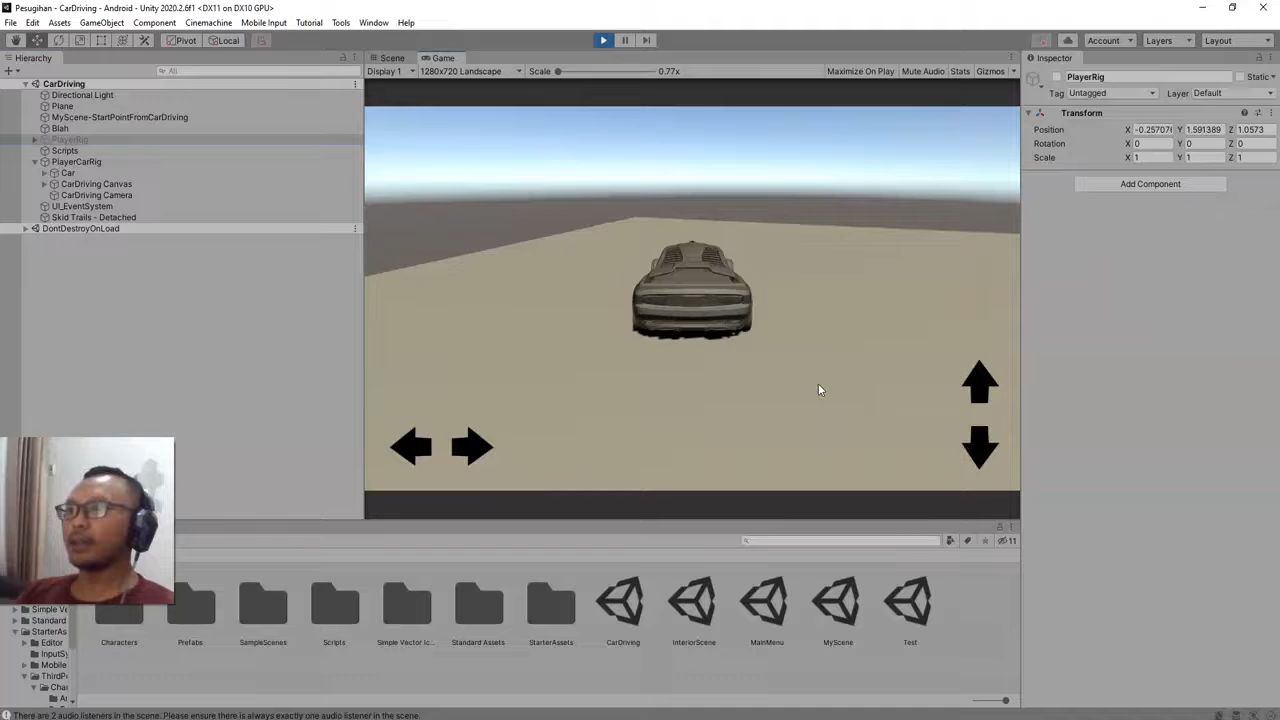 Pesugihan - CarDriving - Android - Unity 2020.2.6f1 <DX11 on DX10 GPU>
File Edit Assets GameObject Component Cinemachine Mobile Input Tutorial Tools Window Help
Pivot Local Account Layers Layout
Hierarchy
Scene Game
Inspector
All
Display 1 1280x720 Landscape Scale 0.77x Maximize On Play Mute Audio Stats Gizmos
PlayerRig Static
Tag Untagged Layer Default
Transform
Position X -0.25707 Y 1.591389 Z 1.0573
Rotation X 0 Y 0 Z 0
Scale X 1 Y 1 Z 1
Add Component
CarDriving
Directional Light
Plane
MyScene-StartPointFromCarDriving
Blah
PlayerRig
Scripts
PlayerCarRig
Car
CarDriving Canvas
CarDriving Camera
UI_EventSystem
Skid Trails - Detached
DontDestroyOnLoad
11
Simple Ve
Standard
StarterAs
Editor
InputSy
Mobile
ThirdPe
Cha
Characters Prefabs SampleScenes Scripts Simple Vector Ic... Standard Assets StarterAssets CarDriving InteriorScene MainMenu MyScene Test
There are 2 audio listeners in the scene. Please ensure there is always exactly one audio listener in the scene.